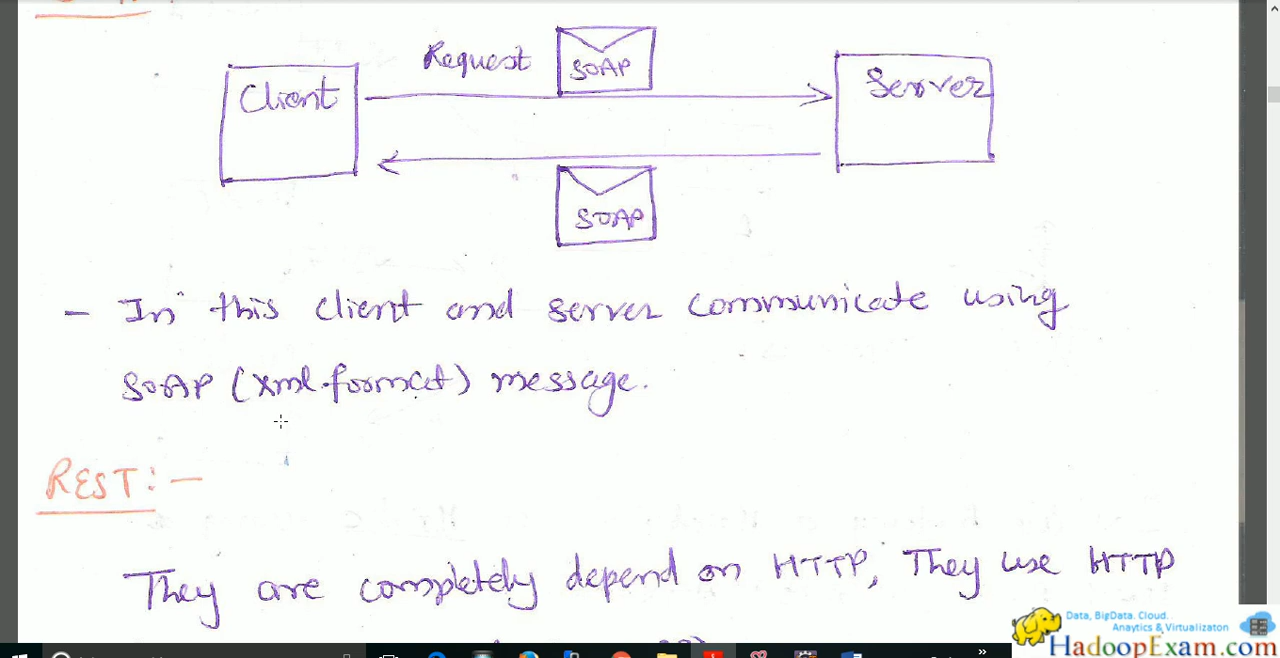 Client
Request
SOAP
Server
SOAP
- In this client and server communicate using
SOAP (xml format) message.
REST:-
They are completely depend on HTTP, They use HTTP
Data, BigData. Cloud.
Anaytics & Virtualizaton
HadoopExam.com